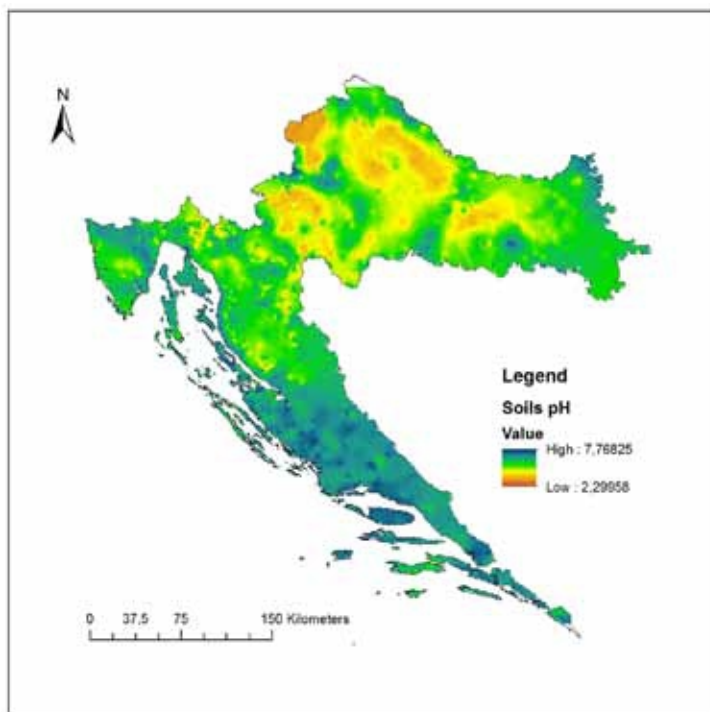 N
Legend
Soils pH
Value
High : 7,76825
Low : 2,29958
0 37,5 75 150 Kilometers